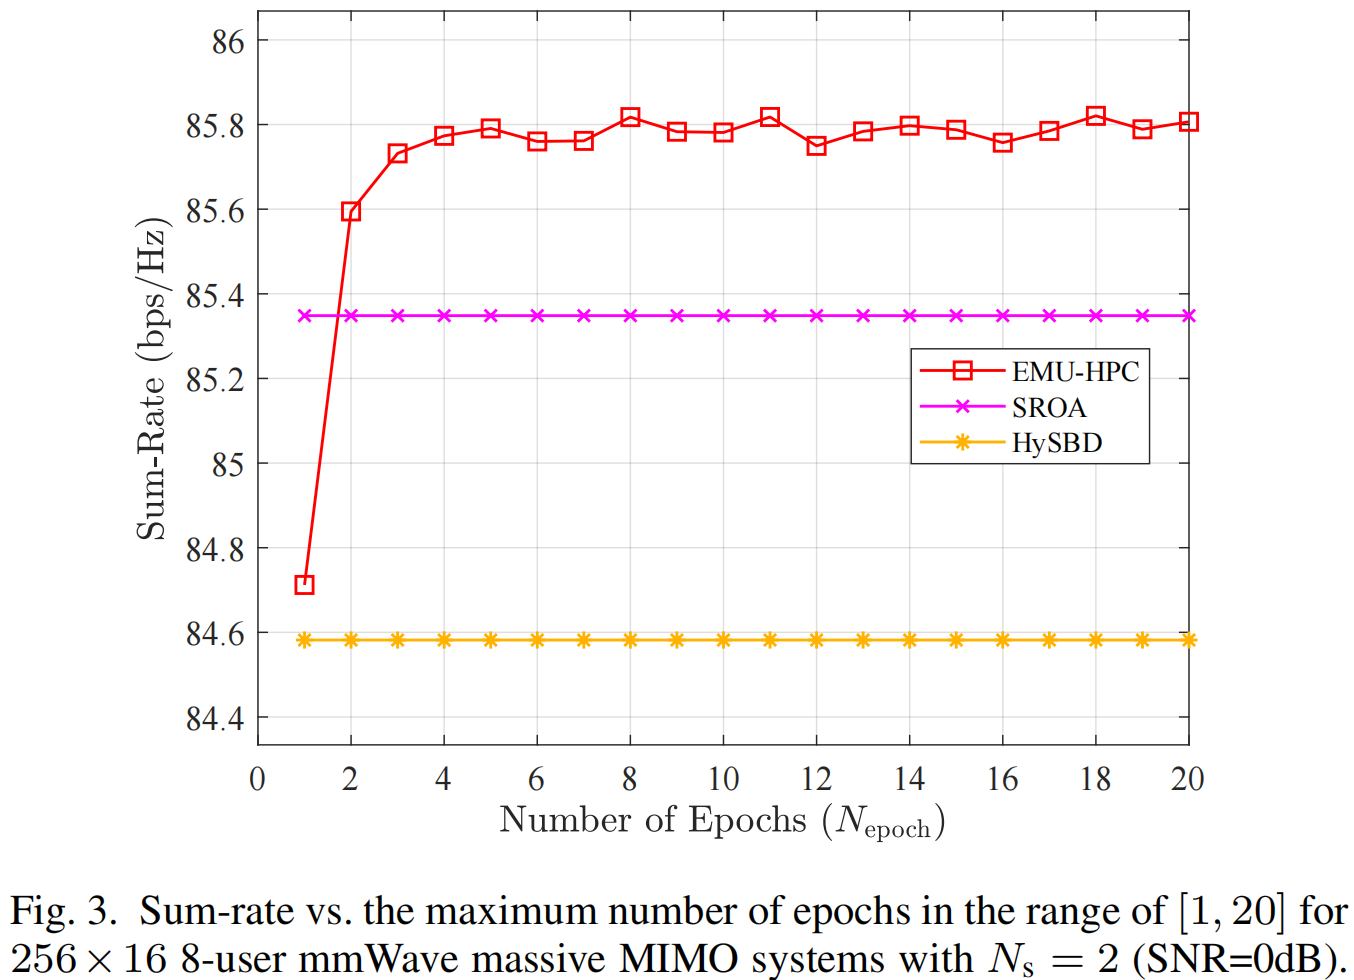 86
85.8
85.6
85.4
85.2
85
84.8
84.6
84.4
Sum-Rate (bps/Hz)
EMU-HPC
SROA
HySBD
0 2 4 6 8 10 12 14 16 18 20
Number of Epochs (N_epoch)
Fig. 3. Sum-rate vs. the maximum number of epochs in the range of [1, 20] for
256 × 16 8-user mmWave massive MIMO systems with N_s = 2 (SNR=0dB).